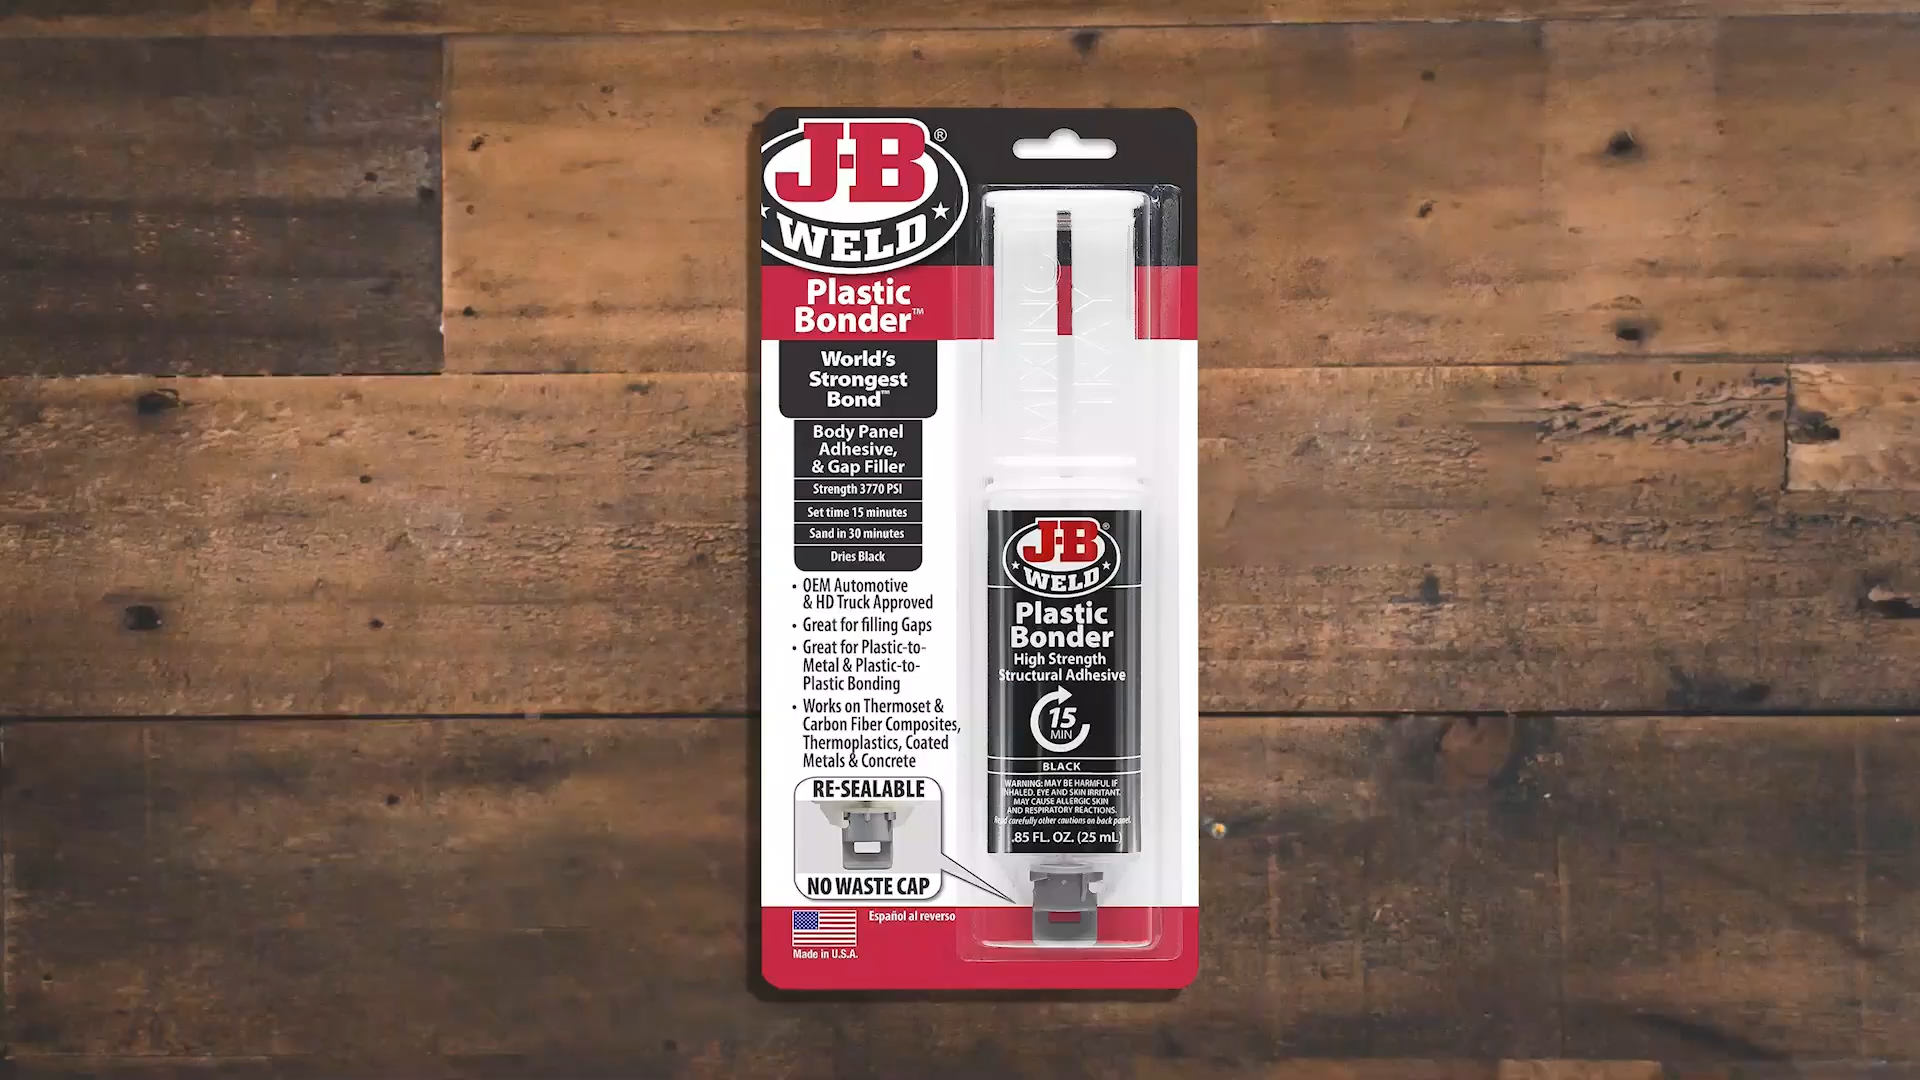 J-B®
WELD
Plastic
Bonder™
World's
Strongest
Bond™
Body Panel
Adhesive,
& Gap Filler
Strength 3770 PSI
Set time 15 minutes
Sand in 30 minutes
Dries Black
• OEM Automotive
& HD Truck Approved
• Great for filling Gaps
• Great for Plastic-to-
Metal & Plastic-to-
Plastic Bonding
• Works on Thermoset &
Carbon Fiber Composites,
Thermoplastics, Coated
Metals & Concrete
RE-SEALABLE
NO WASTE CAP
Español al reverso
Made in U.S.A.
MIXING
TRAY
J-B®
WELD
Plastic
Bonder
High Strength
Structural Adhesive
15
MIN
BLACK
WARNING: MAY BE HARMFUL IF
INHALED. EYE AND SKIN IRRITANT.
MAY CAUSE ALLERGIC SKIN
AND RESPIRATORY REACTIONS.
Read carefully other cautions on back panel.
.85 FL. OZ. (25 mL)